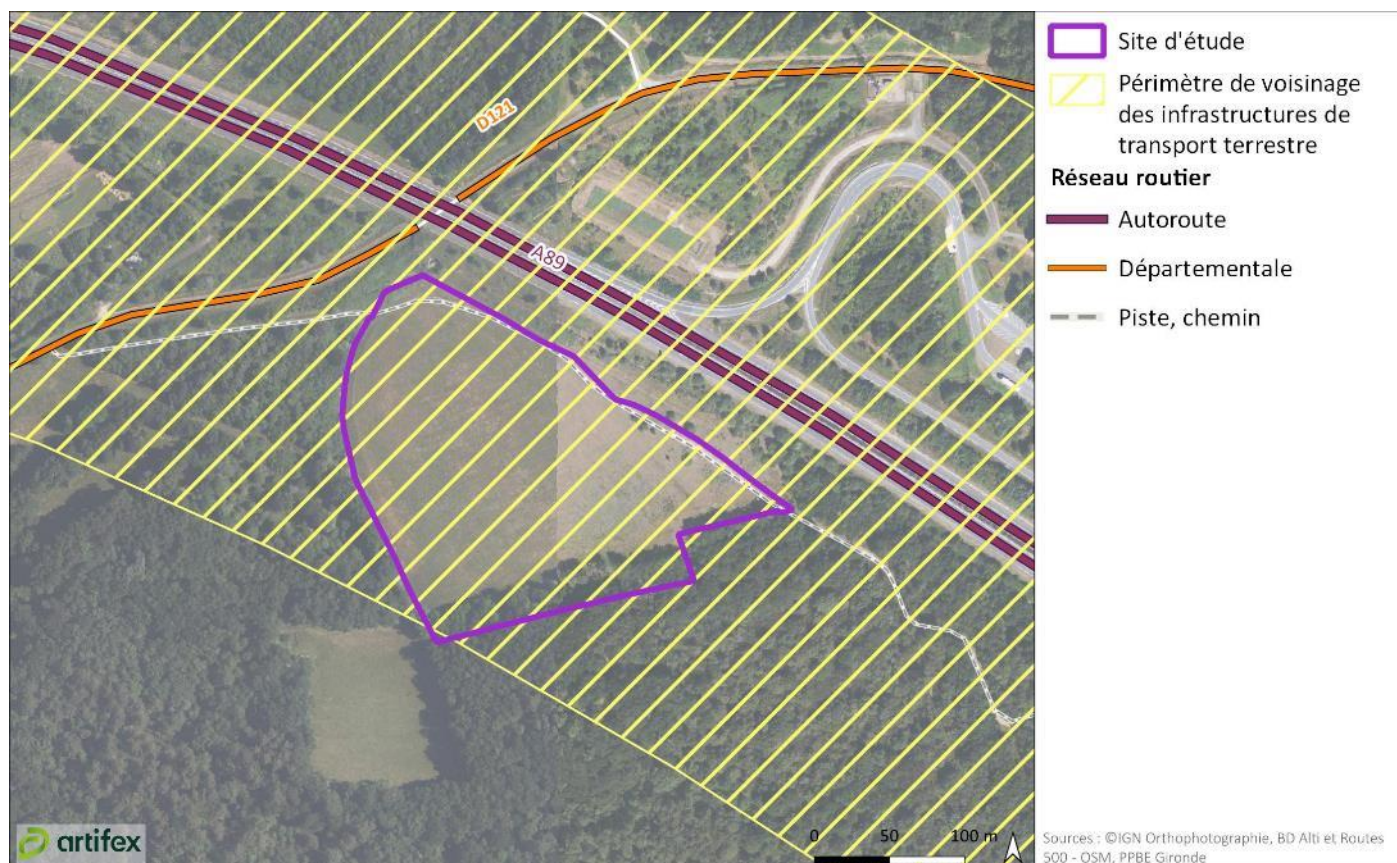 Site d'étude
Périmètre de voisinage
des infrastructures de
transport terrestre
Réseau routier
Autoroute
Départementale
Piste, chemin
D121
A89
0 50 100 m
artifex
Sources : ©IGN Orthophotographie, BD Alti et Routes
500 - OSM, PPBE Gironde